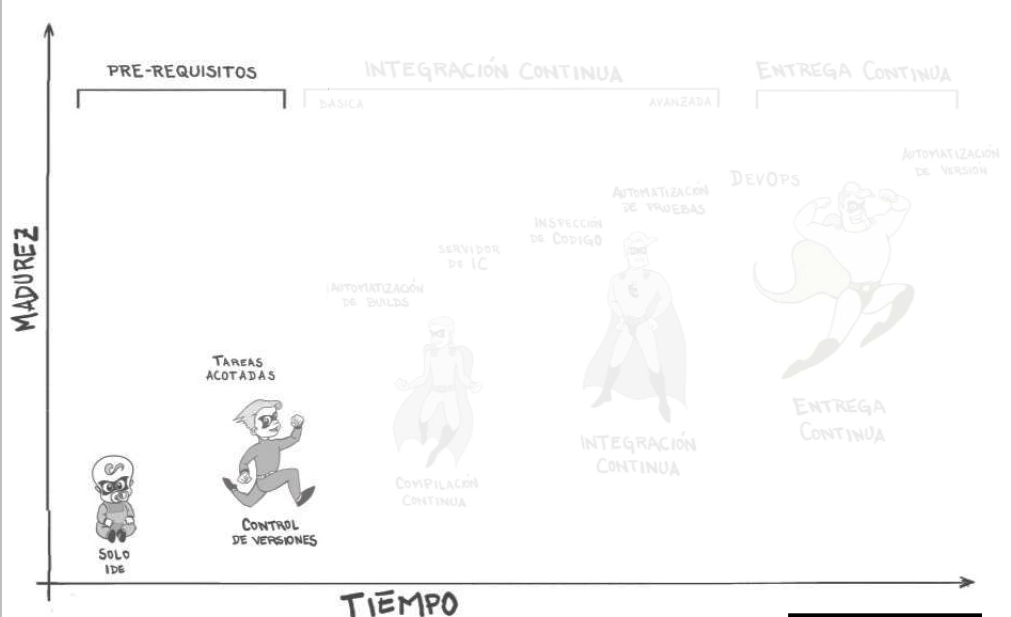 PRE-REQUISITOS
INTEGRACIÓN CONTINUA
ENTREGA CONTINUA
BÁSICA
AVANZADA
AUTOMATIZACIÓN
DE VERSIÓN
DEVOPS
AUTOMATIZACIÓN
DE PRUEBAS
INSPECCIÓN
DE CODIGO
SERVIDOR
DE IC
AUTOMATIZACIÓN
DE BUILDS
MADUREZ
TAREAS
ACOTADAS
ENTREGA
CONTINUA
INTEGRACIÓN
CONTINUA
COMPILACIÓN
CONTINUA
CONTROL
DE VERSIONES
SOLO
IDE
TIEMPO